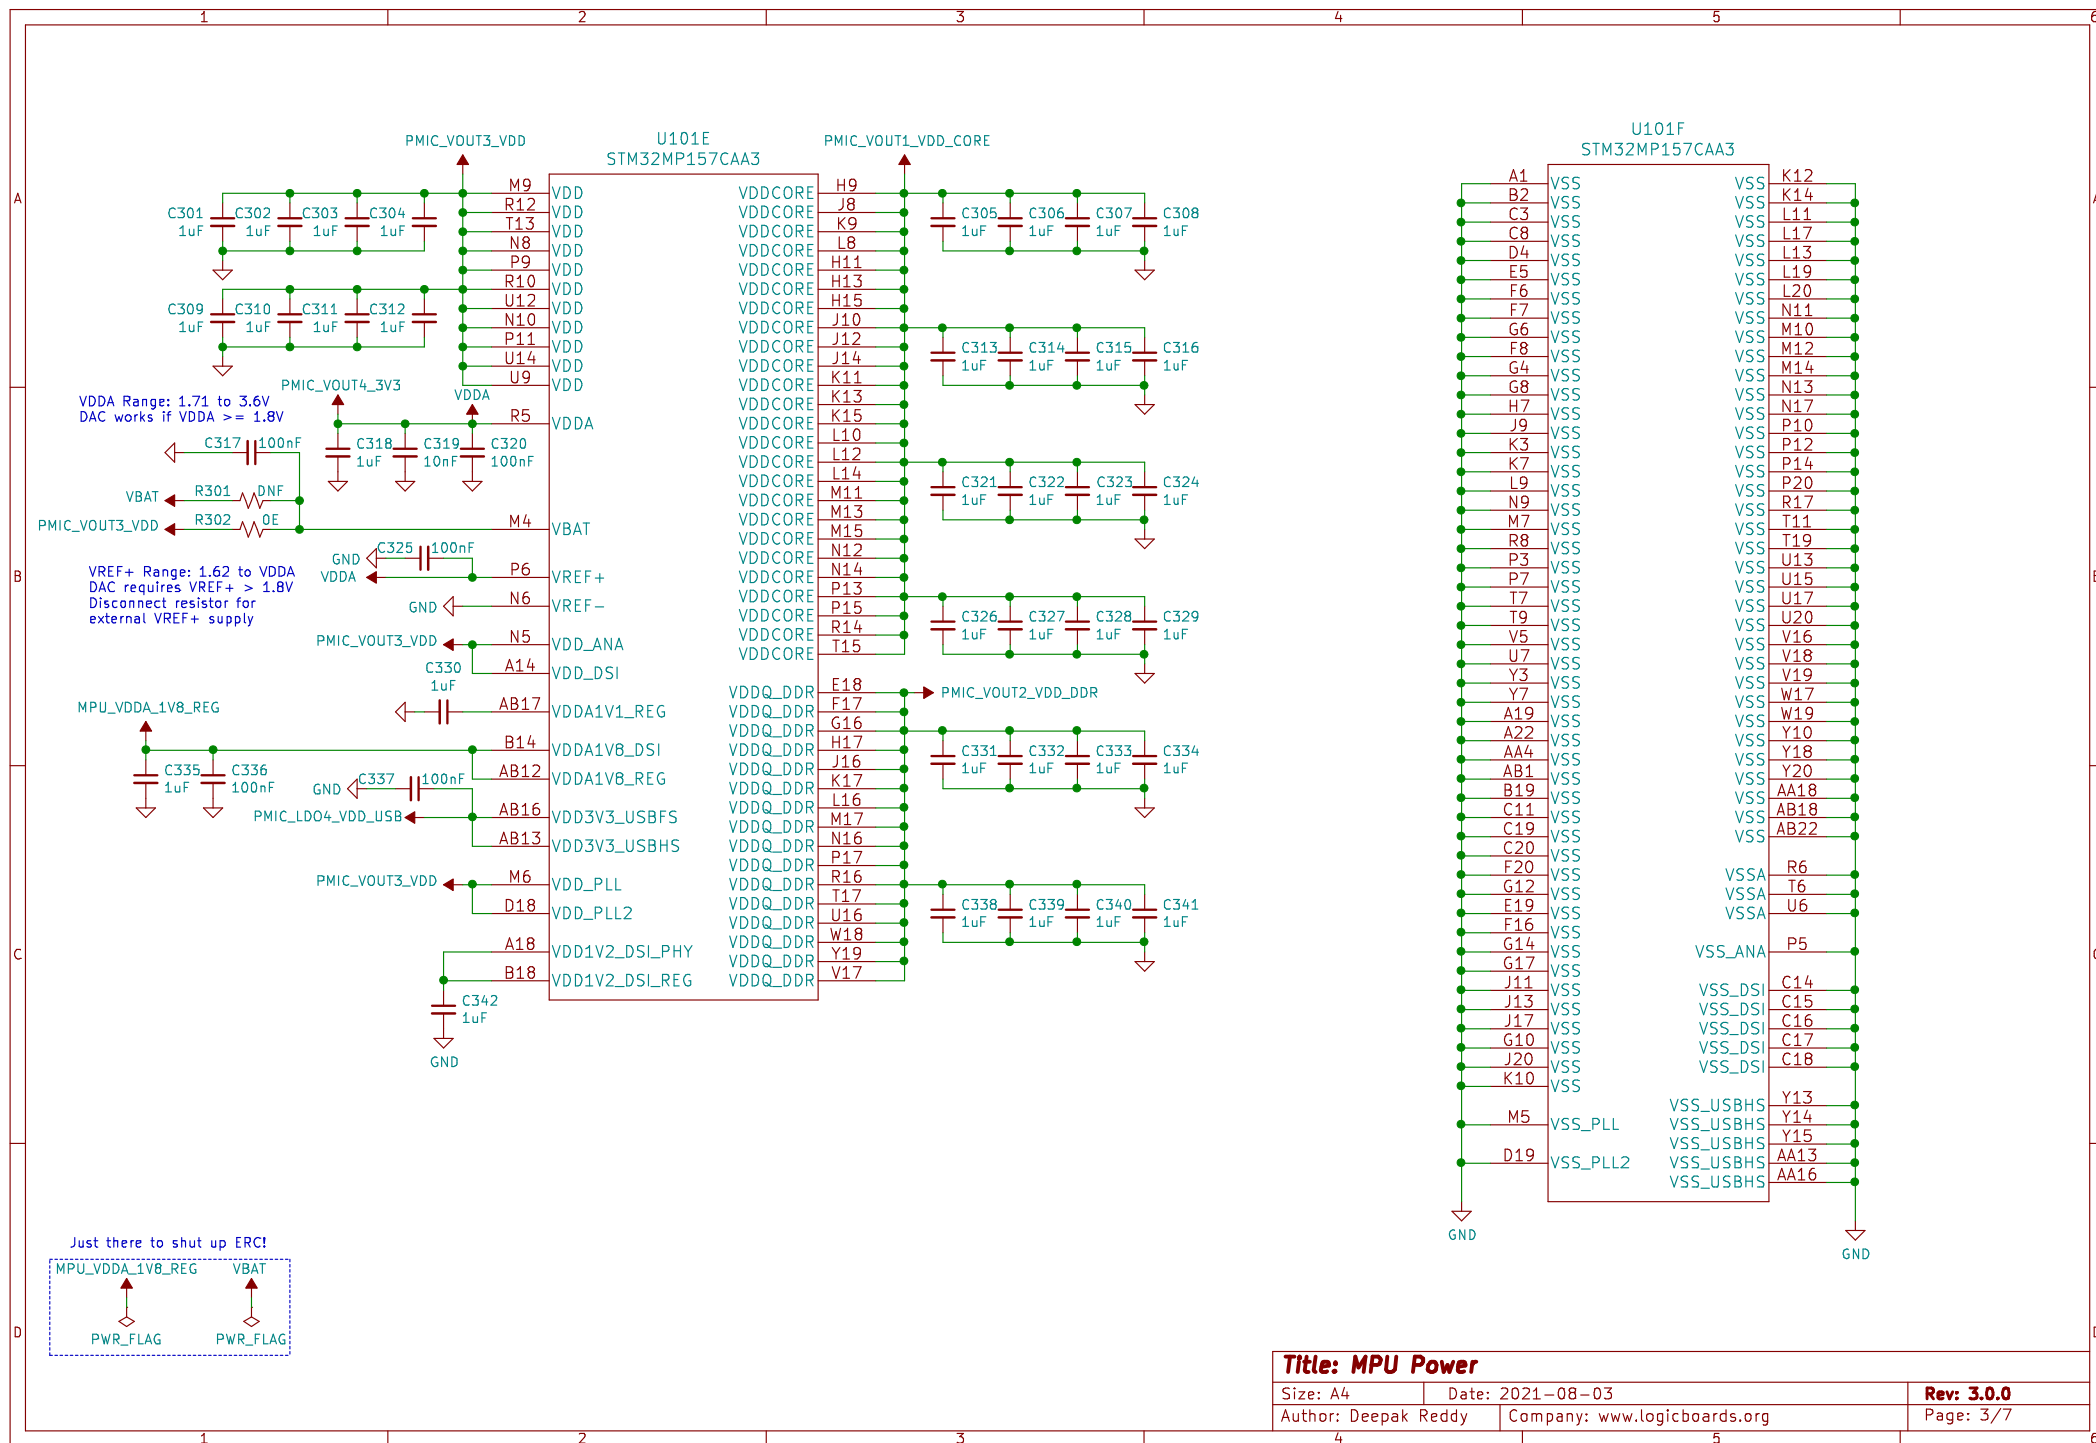 1 2 3 4 5 6
A
B
C
D
PMIC_VOUT3_VDD
U101E
STM32MP157CAA3
PMIC_VOUT1_VDD_CORE
M9 VDD
R12 VDD
T13 VDD
N8 VDD
P9 VDD
R10 VDD
U12 VDD
N10 VDD
P11 VDD
U14 VDD
U9 VDD
R5 VDDA
M4 VBAT
P6 VREF+
N6 VREF-
N5 VDD_ANA
A14 VDD_DSI
AB17 VDDA1V1_REG
B14 VDDA1V8_DSI
AB12 VDDA1V8_REG
AB16 VDD3V3_USBFS
AB13 VDD3V3_USBHS
M6 VDD_PLL
D18 VDD_PLL2
A18 VDD1V2_DSI_PHY
B18 VDD1V2_DSI_REG
VDDCORE H9
VDDCORE J8
VDDCORE K9
VDDCORE L8
VDDCORE H11
VDDCORE H13
VDDCORE H15
VDDCORE J10
VDDCORE J12
VDDCORE J14
VDDCORE K11
VDDCORE K13
VDDCORE K15
VDDCORE L10
VDDCORE L12
VDDCORE L14
VDDCORE M11
VDDCORE M13
VDDCORE M15
VDDCORE N12
VDDCORE N14
VDDCORE P13
VDDCORE P15
VDDCORE R14
VDDCORE T15
VDDQ_DDR E18
VDDQ_DDR F17
VDDQ_DDR G16
VDDQ_DDR H17
VDDQ_DDR J16
VDDQ_DDR K17
VDDQ_DDR L16
VDDQ_DDR M17
VDDQ_DDR N16
VDDQ_DDR P17
VDDQ_DDR R16
VDDQ_DDR T17
VDDQ_DDR U16
VDDQ_DDR W18
VDDQ_DDR Y19
VDDQ_DDR V17
C301 C302 C303 C304
1uF 1uF 1uF 1uF
C309 C310 C311 C312
1uF 1uF 1uF 1uF
PMIC_VOUT4_3V3
VDDA
VDDA Range: 1.71 to 3.6V
DAC works if VDDA >= 1.8V
C317 100nF
C318 C319 C320
1uF 10nF 100nF
VBAT R301 DNF
PMIC_VOUT3_VDD R302 0E
GND C325 100nF
VDDA
VREF+ Range: 1.62 to VDDA
DAC requires VREF+ > 1.8V
Disconnect resistor for
external VREF+ supply
GND
PMIC_VOUT3_VDD
C330
1uF
MPU_VDDA_1V8_REG
C335 C336
1uF 100nF
GND C337 100nF
PMIC_LDO4_VDD_USB
PMIC_VOUT3_VDD
C342
1uF
GND
C305 C306 C307 C308
1uF 1uF 1uF 1uF
C313 C314 C315 C316
1uF 1uF 1uF 1uF
C321 C322 C323 C324
1uF 1uF 1uF 1uF
C326 C327 C328 C329
1uF 1uF 1uF 1uF
PMIC_VOUT2_VDD_DDR
C331 C332 C333 C334
1uF 1uF 1uF 1uF
C338 C339 C340 C341
1uF 1uF 1uF 1uF
U101F
STM32MP157CAA3
A1 VSS
B2 VSS
C3 VSS
C8 VSS
D4 VSS
E5 VSS
F6 VSS
F7 VSS
G6 VSS
F8 VSS
G4 VSS
G8 VSS
H7 VSS
J9 VSS
K3 VSS
K7 VSS
L9 VSS
N9 VSS
M7 VSS
R8 VSS
P3 VSS
P7 VSS
T7 VSS
T9 VSS
V5 VSS
U7 VSS
Y3 VSS
Y7 VSS
A19 VSS
A22 VSS
AA4 VSS
AB1 VSS
B19 VSS
C11 VSS
C19 VSS
C20 VSS
F20 VSS
G12 VSS
E19 VSS
F16 VSS
G14 VSS
G17 VSS
J11 VSS
J13 VSS
J17 VSS
G10 VSS
J20 VSS
K10 VSS
M5 VSS_PLL
D19 VSS_PLL2
GND
VSS K12
VSS K14
VSS L11
VSS L17
VSS L13
VSS L19
VSS L20
VSS N11
VSS M10
VSS M12
VSS M14
VSS N13
VSS N17
VSS P10
VSS P12
VSS P14
VSS P20
VSS R17
VSS T11
VSS T19
VSS U13
VSS U15
VSS U17
VSS U20
VSS V16
VSS V18
VSS V19
VSS W17
VSS W19
VSS Y10
VSS Y18
VSS Y20
VSS AA18
VSS AB18
VSS AB22
VSSA R6
VSSA T6
VSSA U6
VSS_ANA P5
VSS_DSI C14
VSS_DSI C15
VSS_DSI C16
VSS_DSI C17
VSS_DSI C18
VSS_USBHS Y13
VSS_USBHS Y14
VSS_USBHS Y15
VSS_USBHS AA13
VSS_USBHS AA16
GND
Just there to shut up ERC!
MPU_VDDA_1V8_REG VBAT
PWR_FLAG PWR_FLAG
Title: MPU Power
Size: A4 Date: 2021-08-03 Rev: 3.0.0
Author: Deepak Reddy Company: www.logicboards.org Page: 3/7
1 2 3 4 5 6